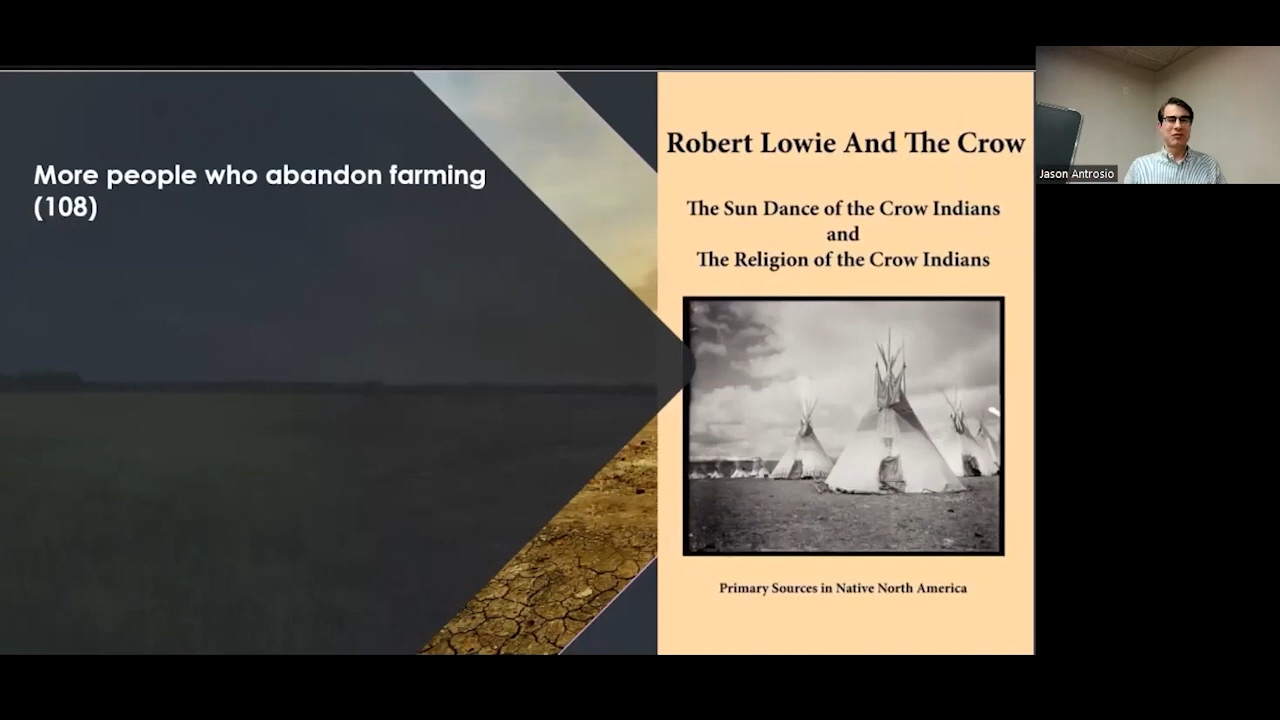 More people who abandon farming
(108)
Robert Lowie And The Crow
The Sun Dance of the Crow Indians
and
The Religion of the Crow Indians
Primary Sources in Native North America
Jason Antrosio